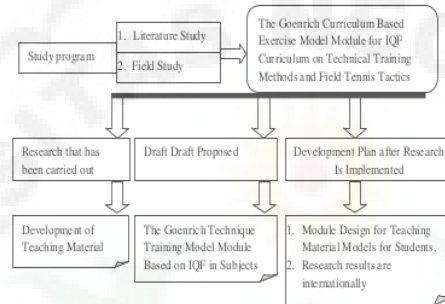 Study program
1. Literature Study
2. Field Study
The Goenrich Curriculum Based
Exercise Model Module for IQF
Curriculum on Technical Training
Methods and Field Tennis Tactics
Research that has
been carried out
Draft Draft Proposed
Development Plan after Research
Is Implemented
Development of
Teaching Material
The Goenrich Technique
Training Model Module
Based on IQF in Subjects
1. Module Design for Teaching
Material Models for Students.
2. Research results are
internationally